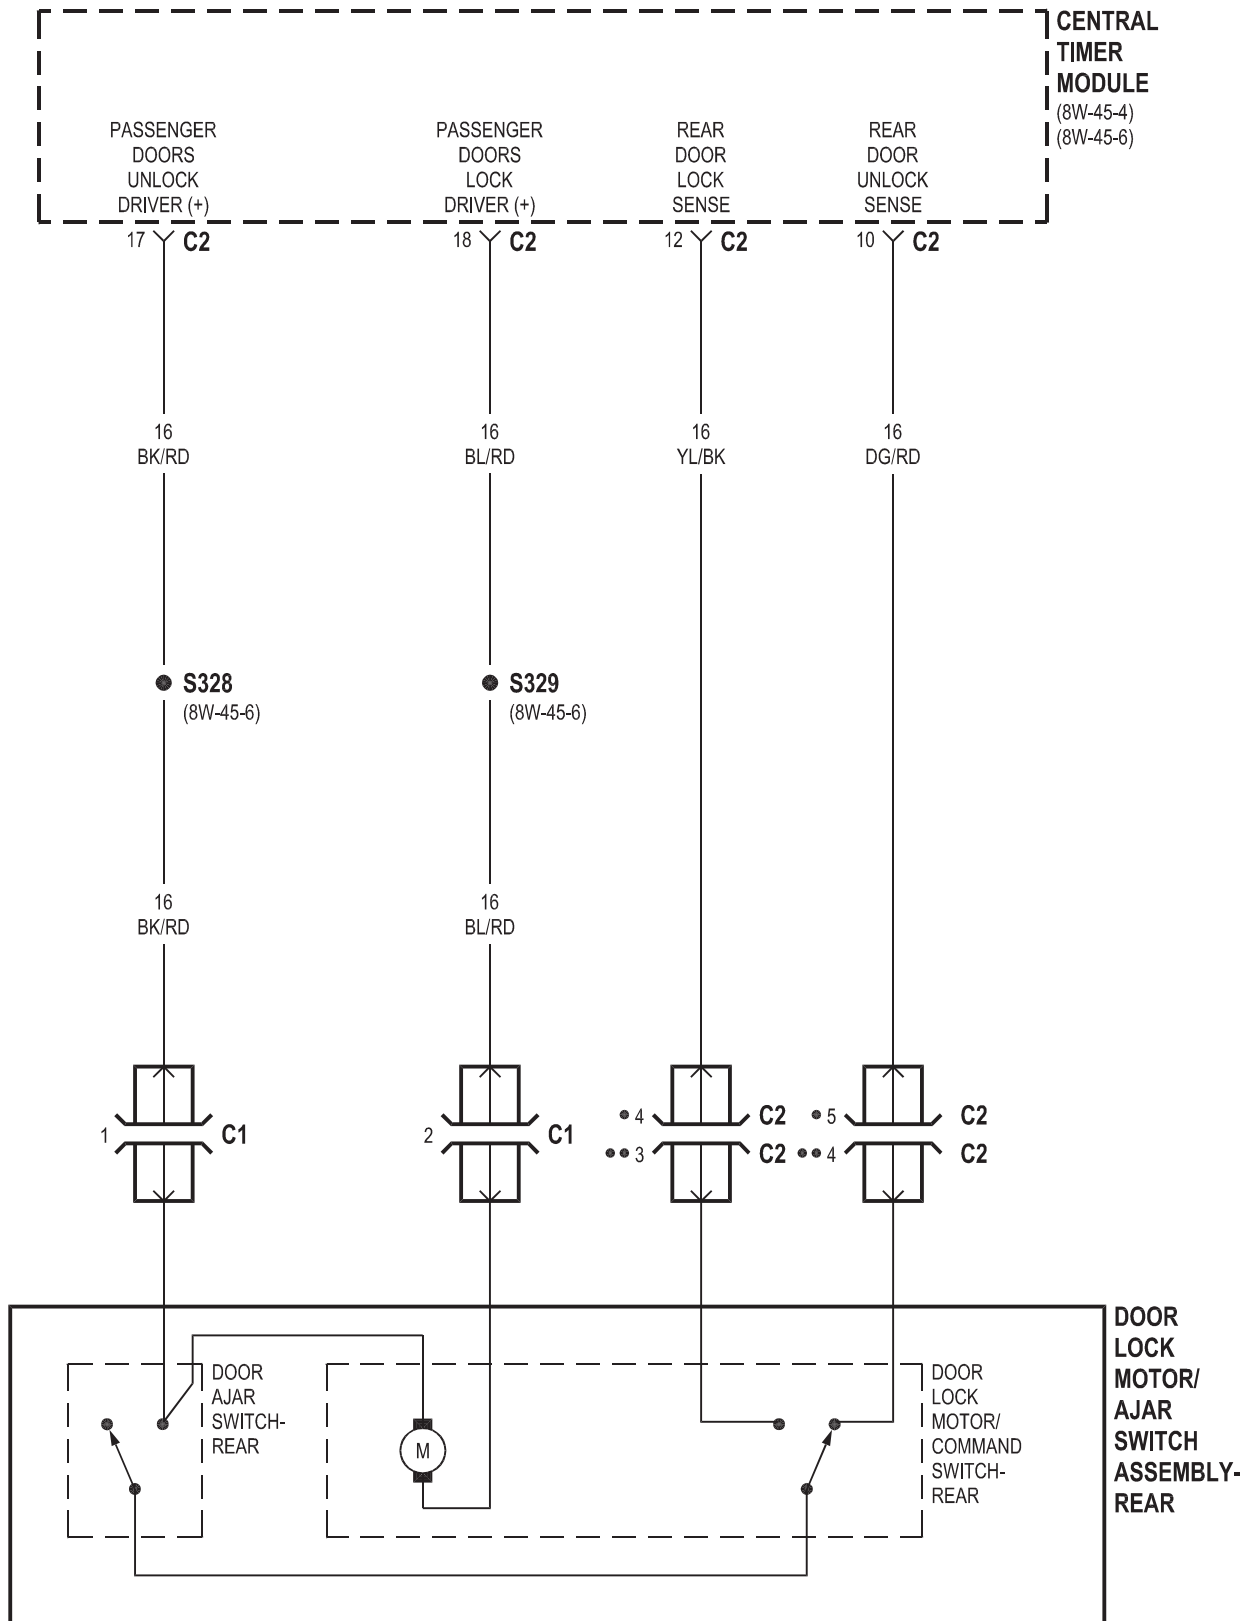 CENTRAL
TIMER
MODULE
(8W-45-4)
(8W-45-6)
PASSENGER
DOORS
UNLOCK
DRIVER (+)
PASSENGER
DOORS
LOCK
DRIVER (+)
REAR
DOOR
LOCK
SENSE
REAR
DOOR
UNLOCK
SENSE
17 C2
18 C2
12 C2
10 C2
16
BK/RD
16
BL/RD
16
YL/BK
16
DG/RD
S328
(8W-45-6)
S329
(8W-45-6)
16
BK/RD
16
BL/RD
1 C1
2 C1
• 4 C2
•• 3 C2
• 5 C2
•• 4 C2
DOOR
LOCK
MOTOR/
AJAR
SWITCH
ASSEMBLY-
REAR
DOOR
AJAR
SWITCH-
REAR
M
DOOR
LOCK
MOTOR/
COMMAND
SWITCH-
REAR